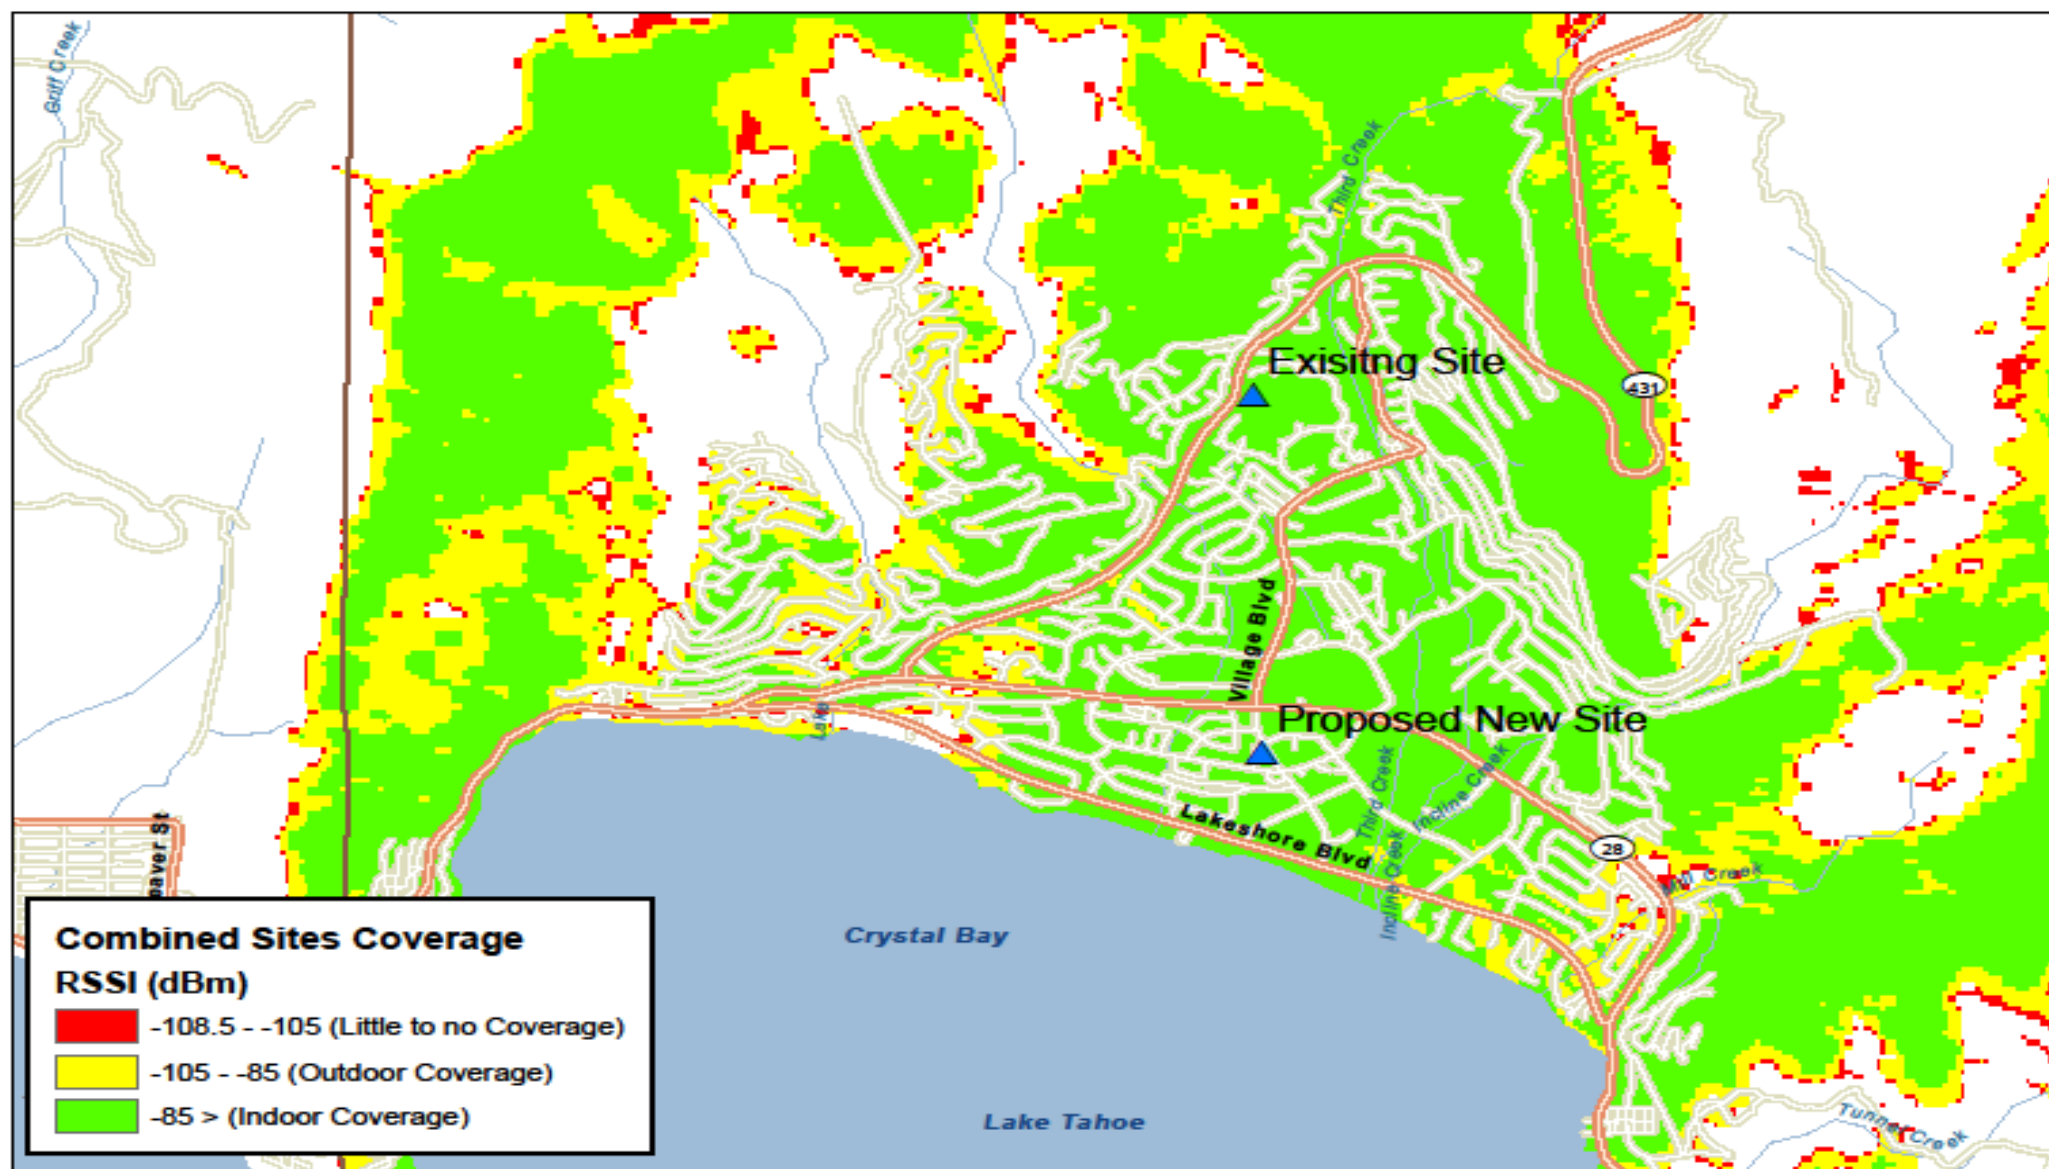 Griff Creek
Third Creek
Exisitng Site
431
Village Blvd
Proposed New Site
Lake
Third Creek
Incline Creek
Lakeshore Blvd
28
Incline Creek
Mill Creek
Crystal Bay
Lake Tahoe
Tunnel Creek
eaver St
Combined Sites Coverage
RSSI (dBm)
-108.5 - -105 (Little to no Coverage)
-105 - -85 (Outdoor Coverage)
-85 > (Indoor Coverage)